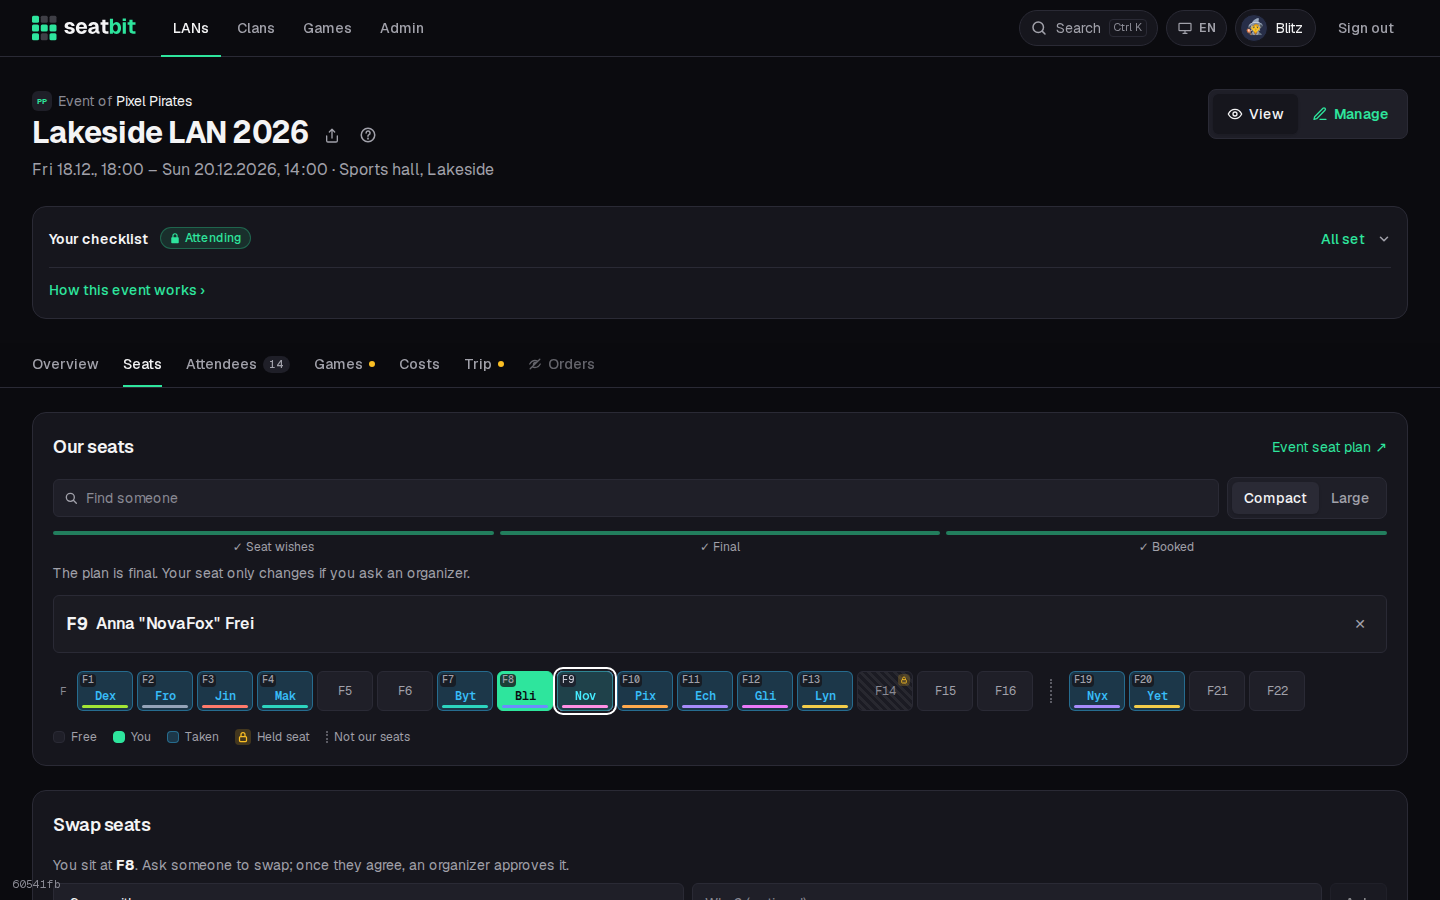 seatbit LANs Clans Games Admin Search Ctrl K EN Blitz Sign out
PP Event of Pixel Pirates
Lakeside LAN 2026
View Manage
Fri 18.12., 18:00 – Sun 20.12.2026, 14:00 · Sports hall, Lakeside
Your checklist Attending All set
How this event works ›
Overview Seats Attendees 14 Games Costs Trip Orders
Our seats Event seat plan ↗
Find someone Compact Large
✓ Seat wishes ✓ Final ✓ Booked
The plan is final. Your seat only changes if you ask an organizer.
F9 Anna "NovaFox" Frei ×
F F1 Dex F2 Fro F3 Jin F4 Mak F5 F6 F7 Byt F8 Bli F9 Nov F10 Pix F11 Ech F12 Gli F13 Lyn F14 F15 F16 F19 Nyx F20 Yet F21 F22
Free You Taken Held seat Not our seats
Swap seats
You sit at F8. Ask someone to swap; once they agree, an organizer approves it.
60541fb